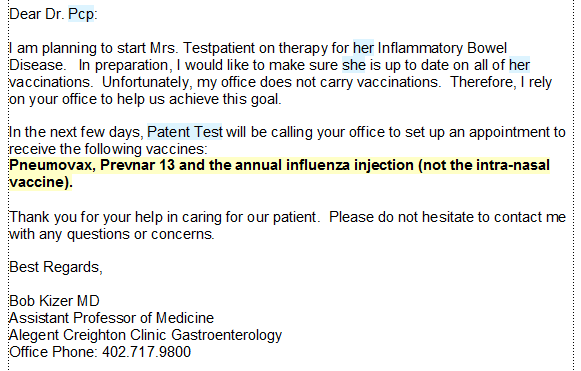 Dear Dr. Pcp:
I am planning to start Mrs. Testpatient on therapy for her Inflammatory Bowel
Disease. In preparation, I would like to make sure she is up to date on all of her
vaccinations. Unfortunately, my office does not carry vaccinations. Therefore, I rely
on your office to help us achieve this goal.
In the next few days, Patent Test will be calling your office to set up an appointment to
receive the following vaccines:
Pneumovax, Prevnar 13 and the annual influenza injection (not the intra-nasal
vaccine).
Thank you for your help in caring for our patient. Please do not hesitate to contact me
with any questions or concerns.
Best Regards,
Bob Kizer MD
Assistant Professor of Medicine
Alegent Creighton Clinic Gastroenterology
Office Phone: 402.717.9800